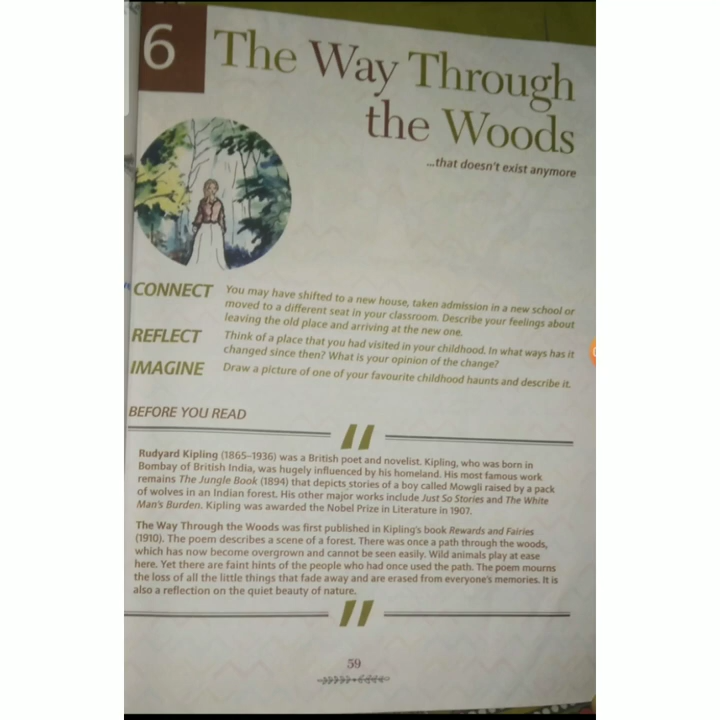 6
The Way Through
the Woods
...that doesn't exist anymore
CONNECT You may have shifted to a new house, taken admission in a new school or
moved to a different seat in your classroom. Describe your feelings about
leaving the old place and arriving at the new one.
REFLECT Think of a place that you had visited in your childhood. In what ways has it
changed since then? What is your opinion of the change?
IMAGINE Draw a picture of one of your favourite childhood haunts and describe it.
BEFORE YOU READ
Rudyard Kipling (1865–1936) was a British poet and novelist. Kipling, who was born in
Bombay of British India, was hugely influenced by his homeland. His most famous work
remains The Jungle Book (1894) that depicts stories of a boy called Mowgli raised by a pack
of wolves in an Indian forest. His other major works include Just So Stories and The White
Man's Burden. Kipling was awarded the Nobel Prize in Literature in 1907.
The Way Through the Woods was first published in Kipling's book Rewards and Fairies
(1910). The poem describes a scene of a forest. There was once a path through the woods,
which has now become overgrown and cannot be seen easily. Wild animals play at ease
here. Yet there are faint hints of the people who had once used the path. The poem mourns
the loss of all the little things that fade away and are erased from everyone's memories. It is
also a reflection on the quiet beauty of nature.
59